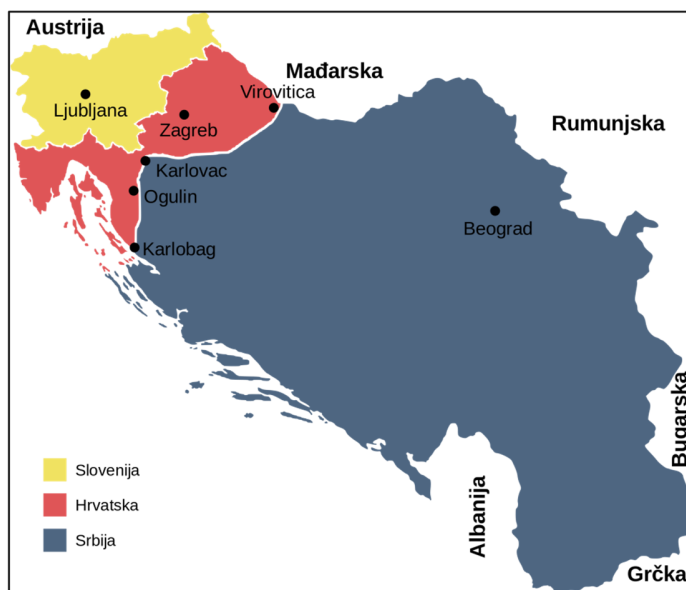 Austrija
Mađarska
Virovitica
Ljubljana
Zagreb
Rumunjska
Karlovac
Ogulin
Beograd
Karlobag
Bugarska
Slovenija
Hrvatska
Srbija
Albanija
Grčka